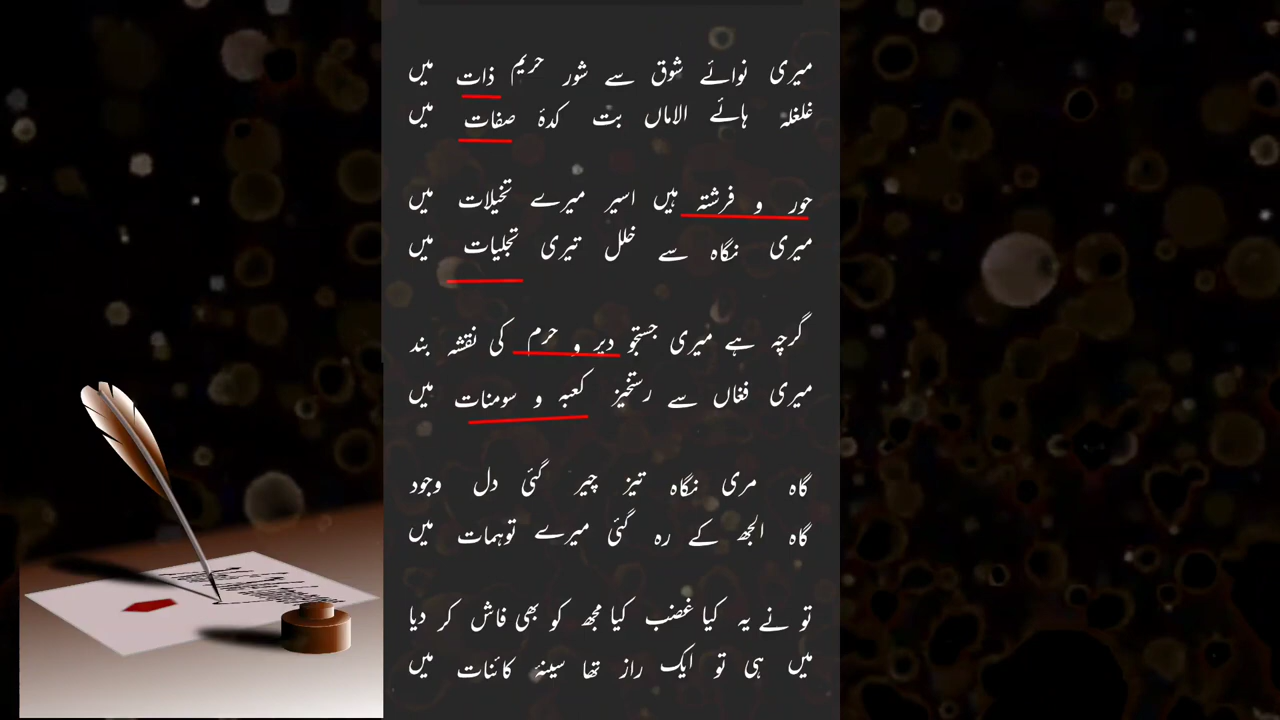 میری نوائے شوق سے شور حریم ذات میں
غلغلہ ہائے الاماں بت کدۂ صفات میں
حور و فرشتہ ہیں اسیر میرے تخیلات میں
میری نگاہ سے خلل تیری تجلیات میں
گرچہ ہے میری جستجو دیر و حرم کی نقشہ بند
میری فغاں سے رستخیز کعبہ و سومنات میں
گاہ مری نگاہ تیز چیر گئی دل وجود
گاہ الجھ کے رہ گئی میرے توہمات میں
تو نے یہ کیا غضب کیا مجھ کو بھی فاش کر دیا
میں ہی تو ایک راز تھا سینۂ کائنات میں